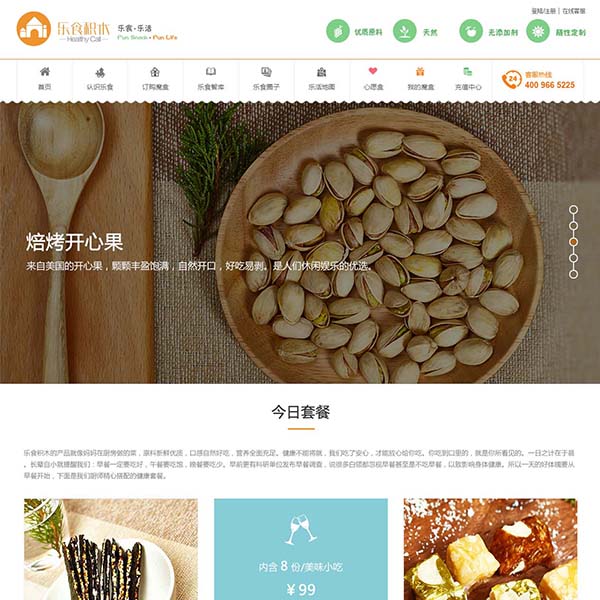 登陆/注册 | 在线客服
乐食积木
Healthy Call
乐食·乐活
Fun Snack · Fun Life
优质原料
天然
无添加剂
随性定制
首页
认识乐食
订购魔盒
乐食智库
乐食圈子
乐活地图
心愿盒
我的魔盒
充值中心
24
客服热线
400 966 5225
焙烤开心果
来自美国的开心果，颗颗丰盈饱满，自然开口，好吃易剥。是人们休闲娱乐的优选。
今日套餐
乐食积木的产品就像妈妈在厨房做的菜，原料新鲜优质，口感自然好吃，营养全面充足。健康不能将就，我们吃了安心，才能放心给你吃。你吃到口里的，就是你所看见的。一日之计在于晨
。长辈自小就提醒我们：早餐一定要吃好，午餐要吃饱，晚餐要吃少。早前更有科研单位发布早餐调查，说很多白领都忽视早餐甚至是不吃早餐，以致影响身体健康。所以一天的好体魄要从
早餐开始，下面是我们厨师精心搭配的健康套餐。
内含 8 份/美味小吃
¥ 99